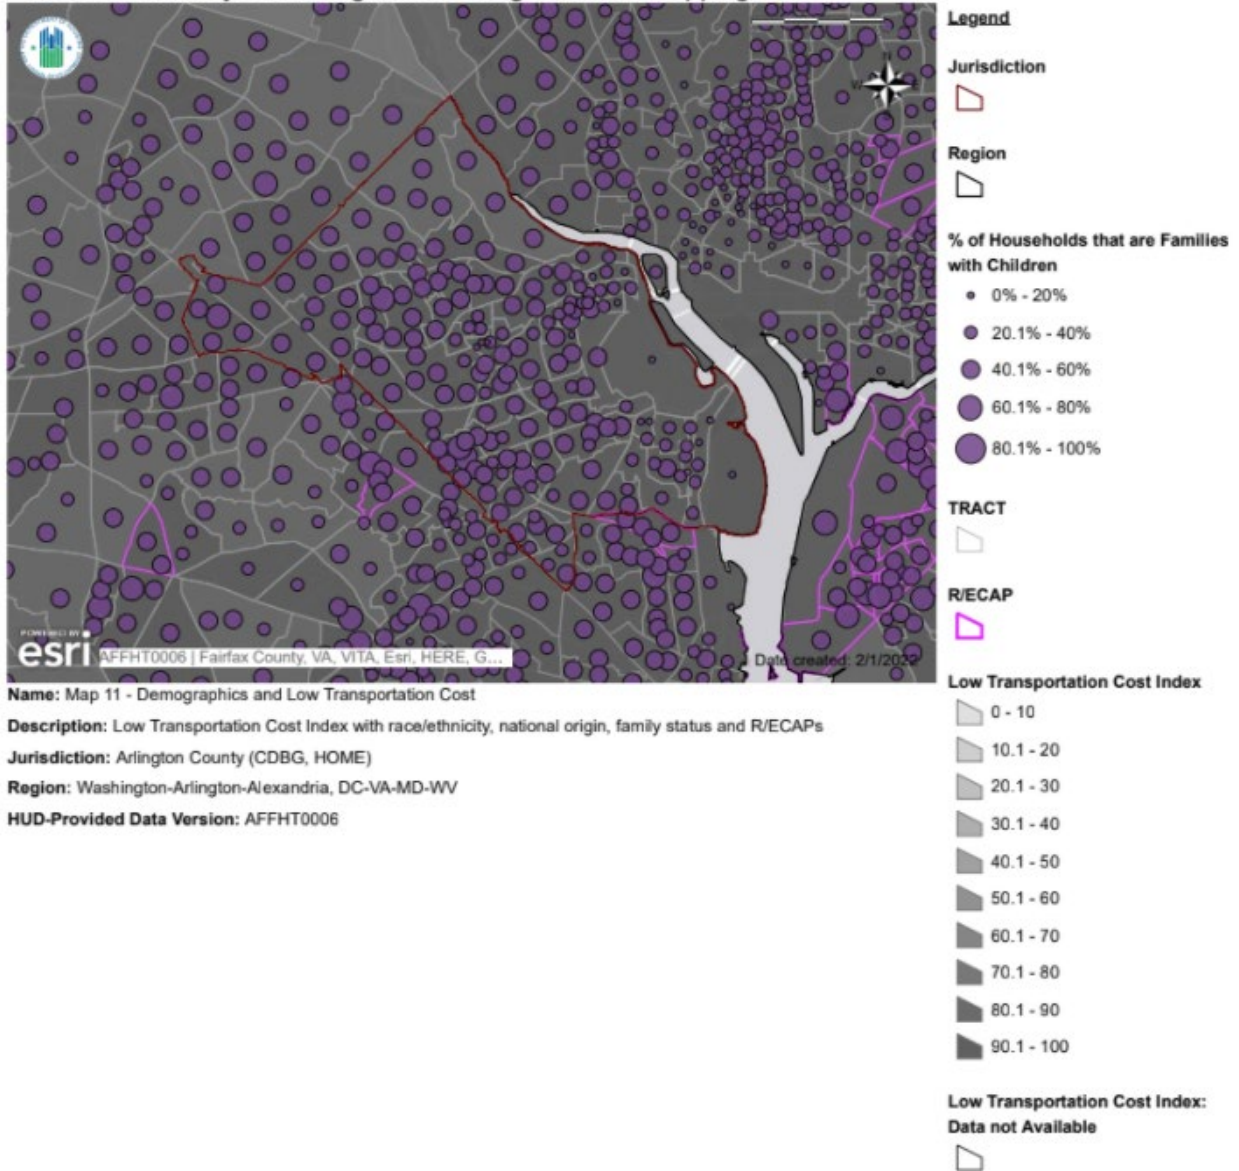 Legend
Jurisdiction
Region
% of Households that are Families
with Children
0% - 20%
20.1% - 40%
40.1% - 60%
60.1% - 80%
80.1% - 100%
TRACT
R/ECAP
Low Transportation Cost Index
0 - 10
10.1 - 20
20.1 - 30
30.1 - 40
40.1 - 50
50.1 - 60
60.1 - 70
70.1 - 80
80.1 - 90
90.1 - 100
Low Transportation Cost Index:
Data not Available
POWERED BY
esri
AFFHT0006 | Fairfax County, VA, VITA, Esri, HERE, G...
Date created: 2/1/2022
Name: Map 11 - Demographics and Low Transportation Cost
Description: Low Transportation Cost Index with race/ethnicity, national origin, family status and R/ECAPs
Jurisdiction: Arlington County (CDBG, HOME)
Region: Washington-Arlington-Alexandria, DC-VA-MD-WV
HUD-Provided Data Version: AFFHT0006